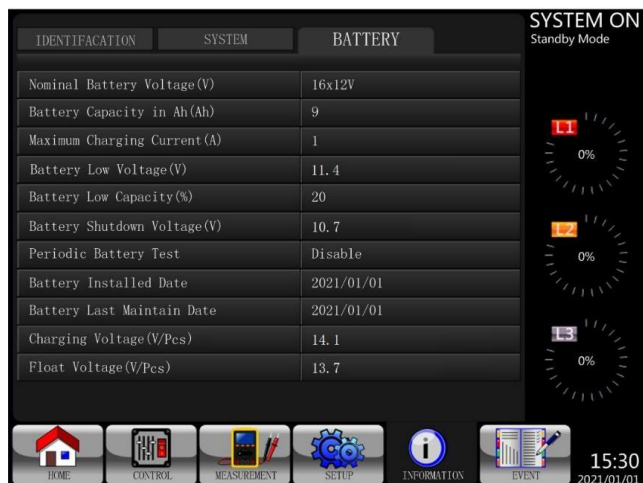 IDENTIFACATION SYSTEM BATTERY
SYSTEM ON
Standby Mode
Nominal Battery Voltage(V) 16x12V
Battery Capacity in Ah(Ah) 9
Maximum Charging Current(A) 1
Battery Low Voltage(V) 11.4
Battery Low Capacity(%) 20
Battery Shutdown Voltage(V) 10.7
Periodic Battery Test Disable
Battery Installed Date 2021/01/01
Battery Last Maintain Date 2021/01/01
Charging Voltage(V/Pcs) 14.1
Float Voltage(V/Pcs) 13.7
L1
0%
L2
0%
L3
0%
HOME CONTROL MEASUREMENT SETUP INFORMATION EVENT
15:30
2021/01/01